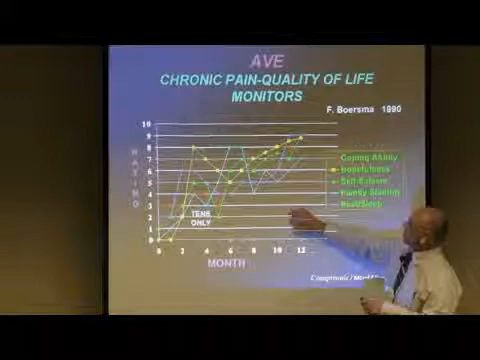 AVE
CHRONIC PAIN-QUALITY OF LIFE
MONITORS
F. Boersma 1990
10
9
8
7
6
5
4
3
2
1
0
RATING
TENS
ONLY
0 2 4 6 8 10 12
MONTH
Coping Ability
Hopefulness
Self-Esteem
Family Sharing
Rest/Sleep